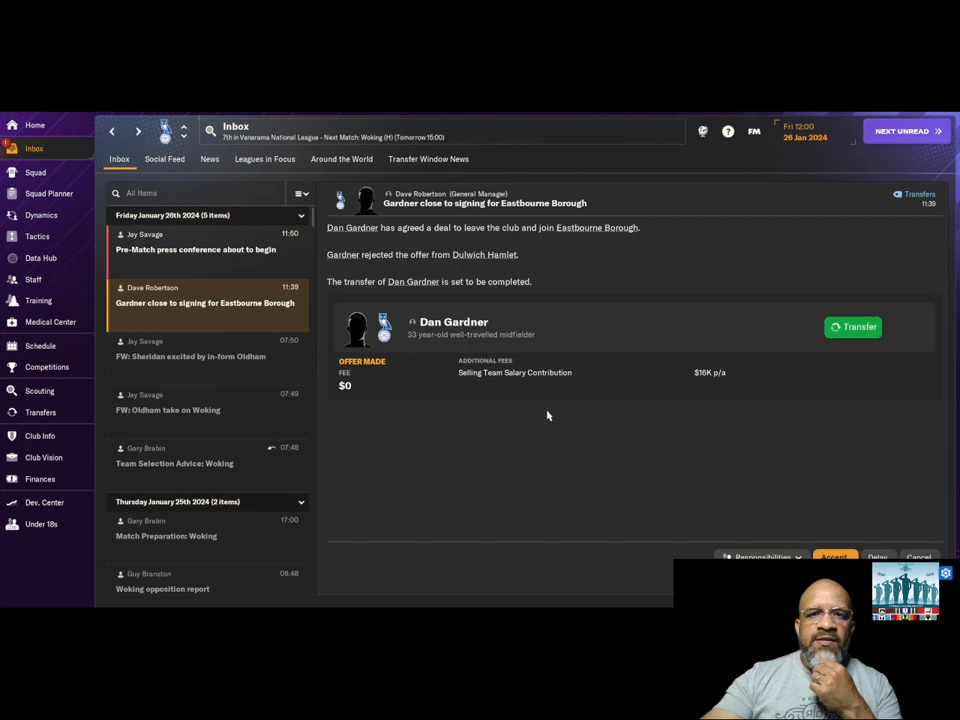 Home
Inbox
Squad
Squad Planner
Dynamics
Tactics
Data Hub
Staff
Training
Medical Center
Schedule
Competitions
Scouting
Transfers
Club Info
Club Vision
Finances
Dev. Center
Under 18s
Inbox
7th in Vanarama National League - Next Match: Woking (H) (Tomorrow 15:00)
?
FM
Fri 12:00
26 Jan 2024
NEXT UNREAD
Inbox
Social Feed
News
Leagues in Focus
Around the World
Transfer Window News
All Items
Friday January 26th 2024 (5 items)
Jay Savage 11:50
Pre-Match press conference about to begin
Dave Robertson 11:39
Gardner close to signing for Eastbourne Borough
Jay Savage 07:50
FW: Sheridan excited by in-form Oldham
Jay Savage 07:49
FW: Oldham take on Woking
Gary Brabin 07:48
Team Selection Advice: Woking
Thursday January 25th 2024 (2 items)
Gary Brabin 17:00
Match Preparation: Woking
Guy Branston 08:48
Woking opposition report
Dave Robertson (General Manager)
Gardner close to signing for Eastbourne Borough
Transfers
11:39
Dan Gardner has agreed a deal to leave the club and join Eastbourne Borough.
Gardner rejected the offer from Dulwich Hamlet.
The transfer of Dan Gardner is set to be completed.
Dan Gardner
33 year-old well-travelled midfielder
Transfer
OFFER MADE
FEE
$0
ADDITIONAL FEES
Selling Team Salary Contribution $16K p/a
Responsibilities
Accept
Delay
Cancel